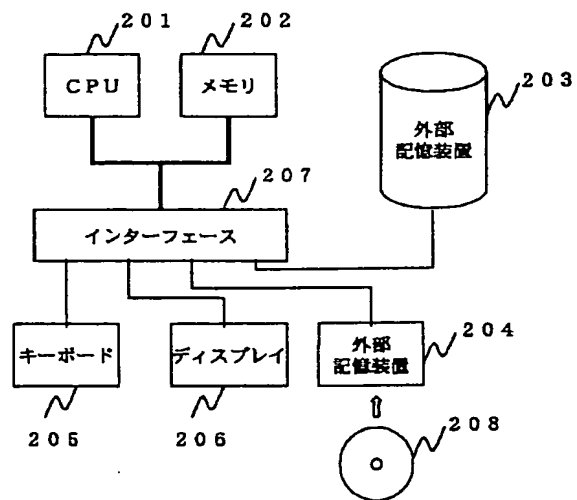 201
202
CPU
メモリ
203
外部
記憶装置
207
インターフェース
204
キーボード
ディスプレイ
外部
記憶装置
205
206
208